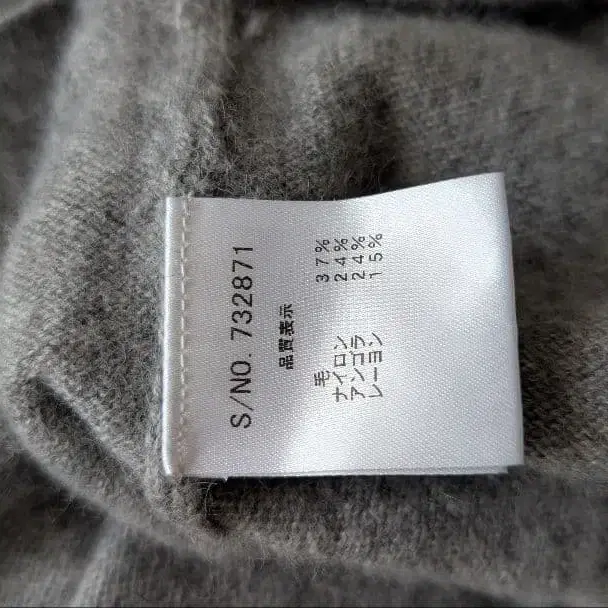 S/NO. 732871
品質表示
毛 37%
ナイロン 24%
アンゴラ 24%
レーヨン 15%